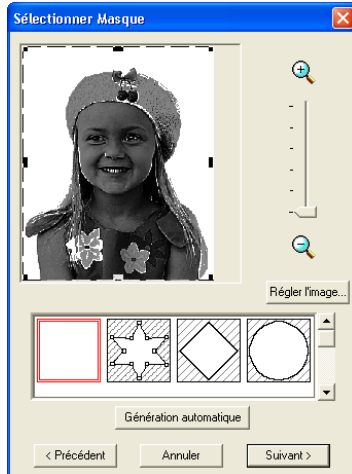 Sélectionner Masque
Régler l'image...
Génération automatique
< Précédent
Annuler
Suivant >